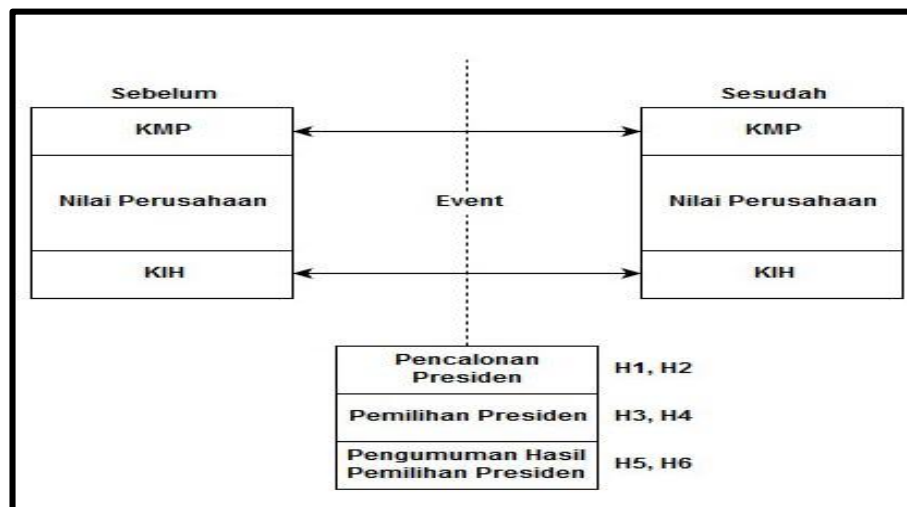 Sebelum
Sesudah
KMP
KMP
Nilai Perusahaan
Event
Nilai Perusahaan
KIH
KIH
Pencalonan
Presiden
H1, H2
Pemilihan Presiden
H3, H4
Pengumuman Hasil
Pemilihan Presiden
H5, H6